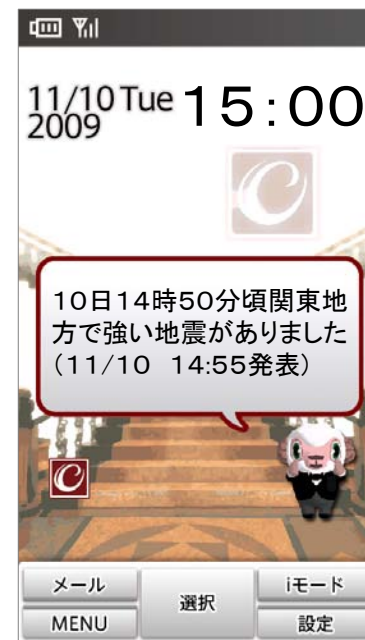 11/10 Tue 15:00
2009
10日14時50分頃関東地
方で強い地震がありました
(11/10 14:55発表)
メール
選択
iモード
MENU
設定